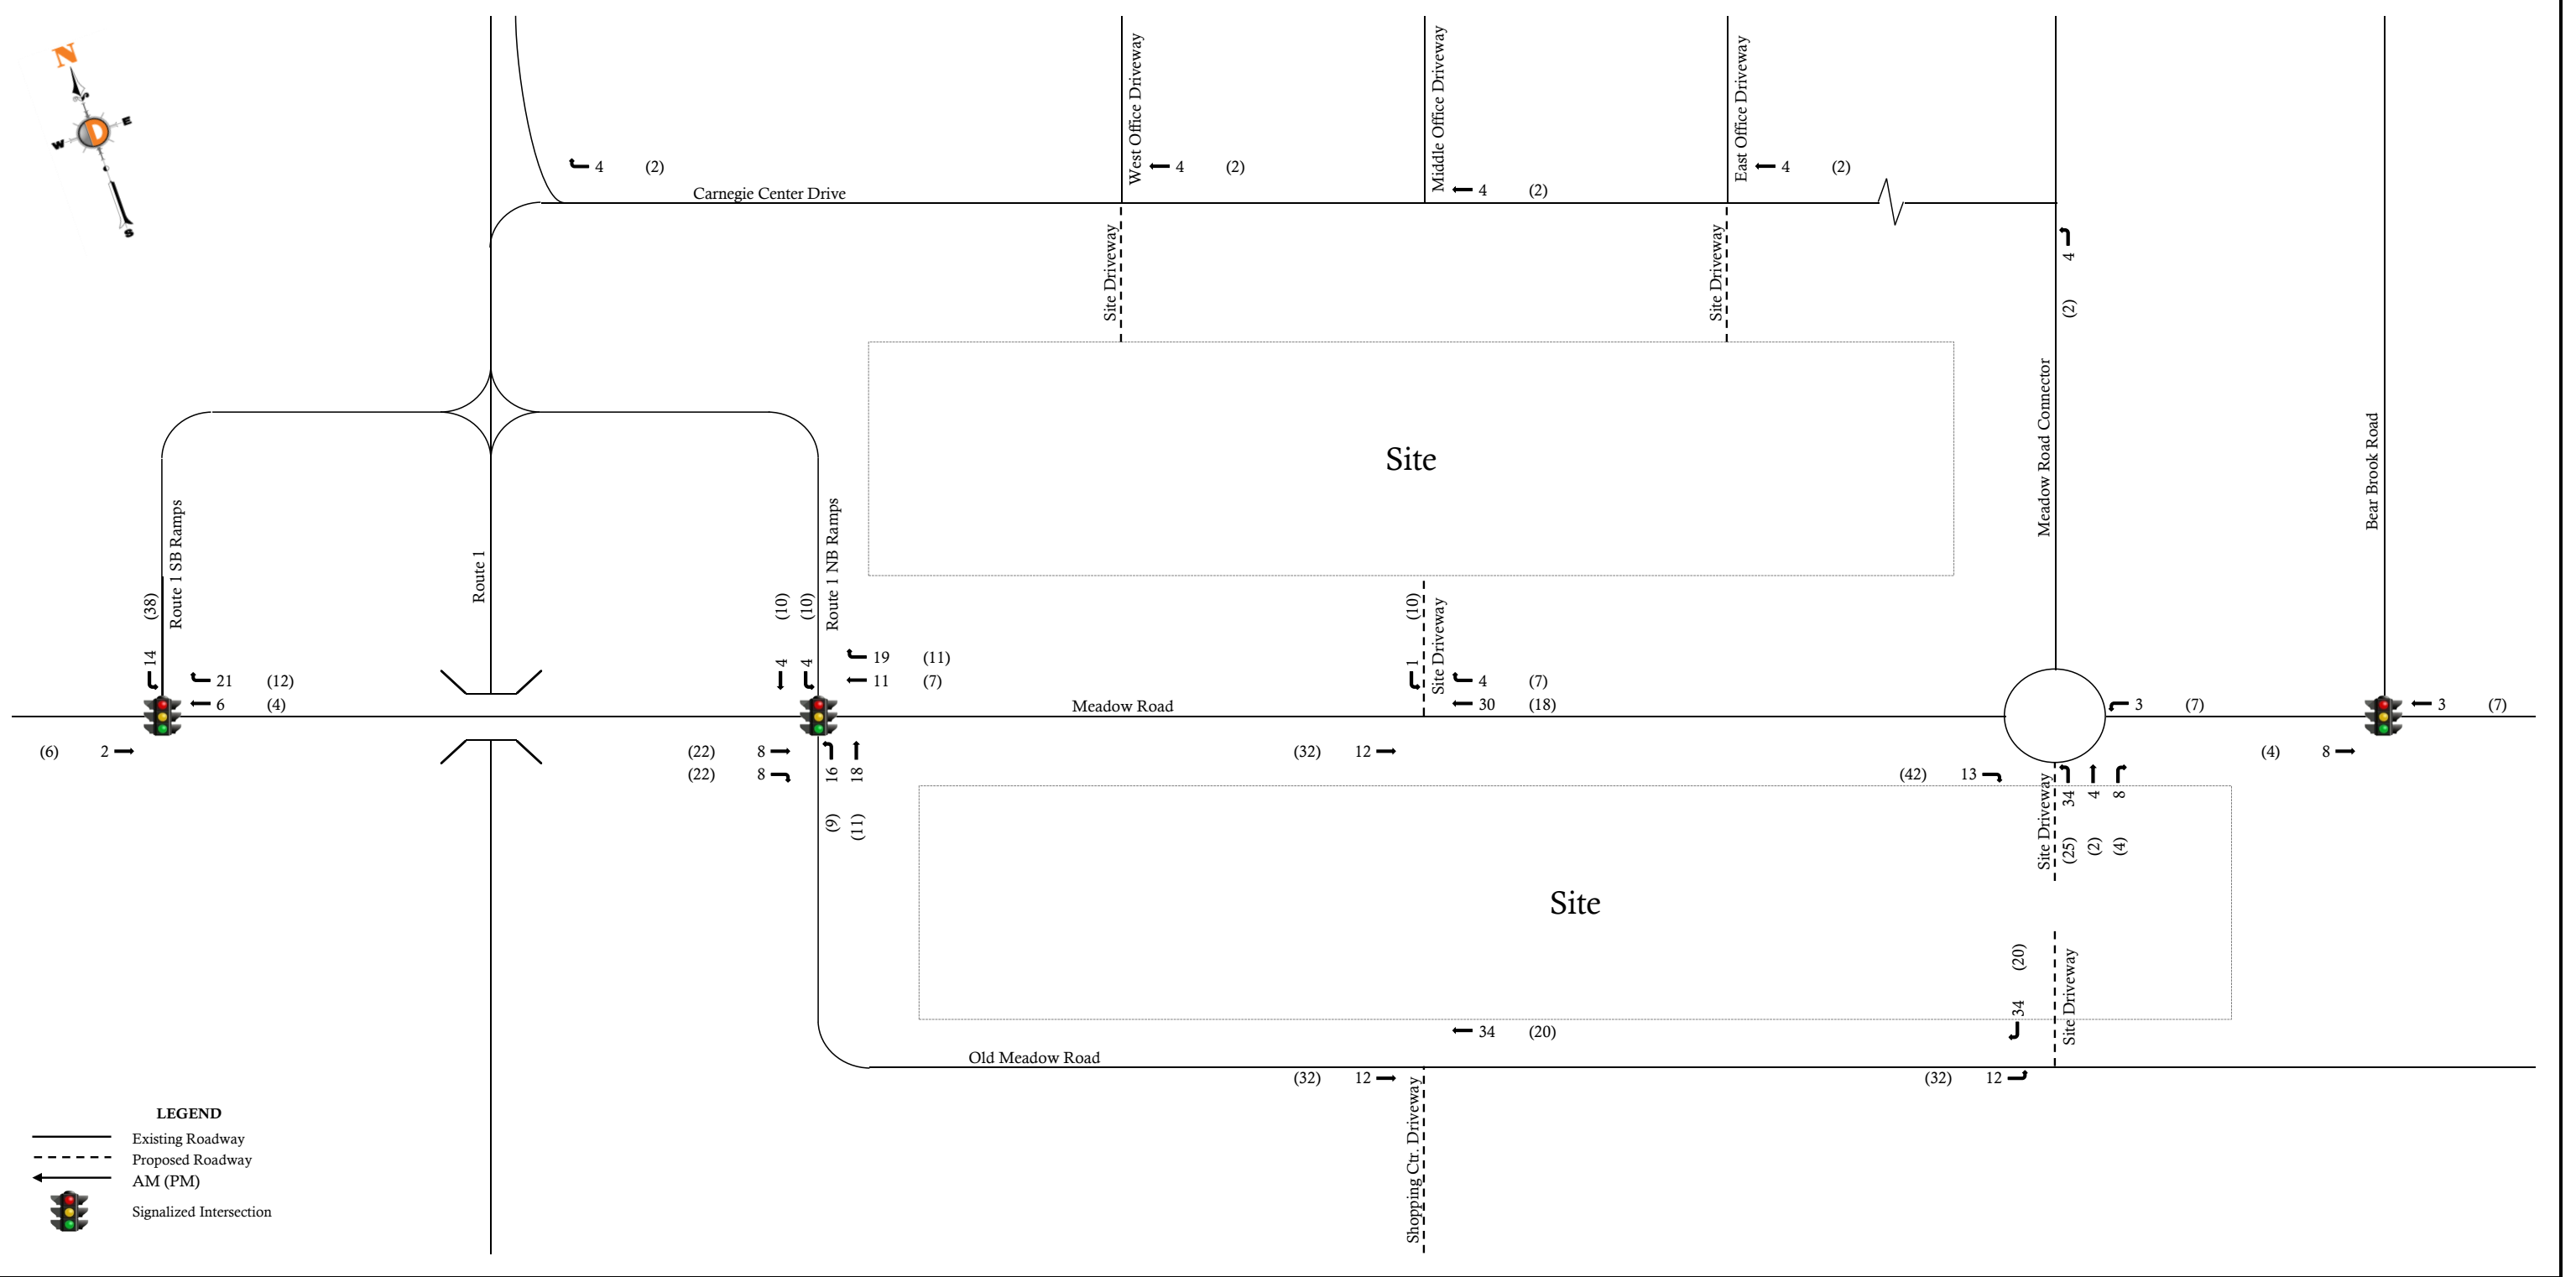 N
E
D
W
S
West Office Driveway
Middle Office Driveway
East Office Driveway
4 (2)
4 (2)
4 (2)
4 (2)
Carnegie Center Drive
Site Driveway
Site Driveway
4 (2)
Site
Meadow Road Connector
Bear Brook Road
Route 1 SB Ramps
Route 1
Route 1 NB Ramps
14 (38)
4 (10)
4 (10)
1 (10)
Site Driveway
21 (12)
6 (4)
19 (11)
11 (7)
4 (7)
30 (18)
3 (7)
3 (7)
Meadow Road
(6) 2
(22) 8
(22) 8
16 (9)
18 (11)
(32) 12
(42) 13
(4) 8
34 (25)
4 (2)
8 (4)
Site Driveway
Site
34 (20)
Site Driveway
34 (20)
Old Meadow Road
(32) 12
(32) 12
Shopping Ctr. Driveway
LEGEND
Existing Roadway
Proposed Roadway
AM (PM)
Signalized Intersection